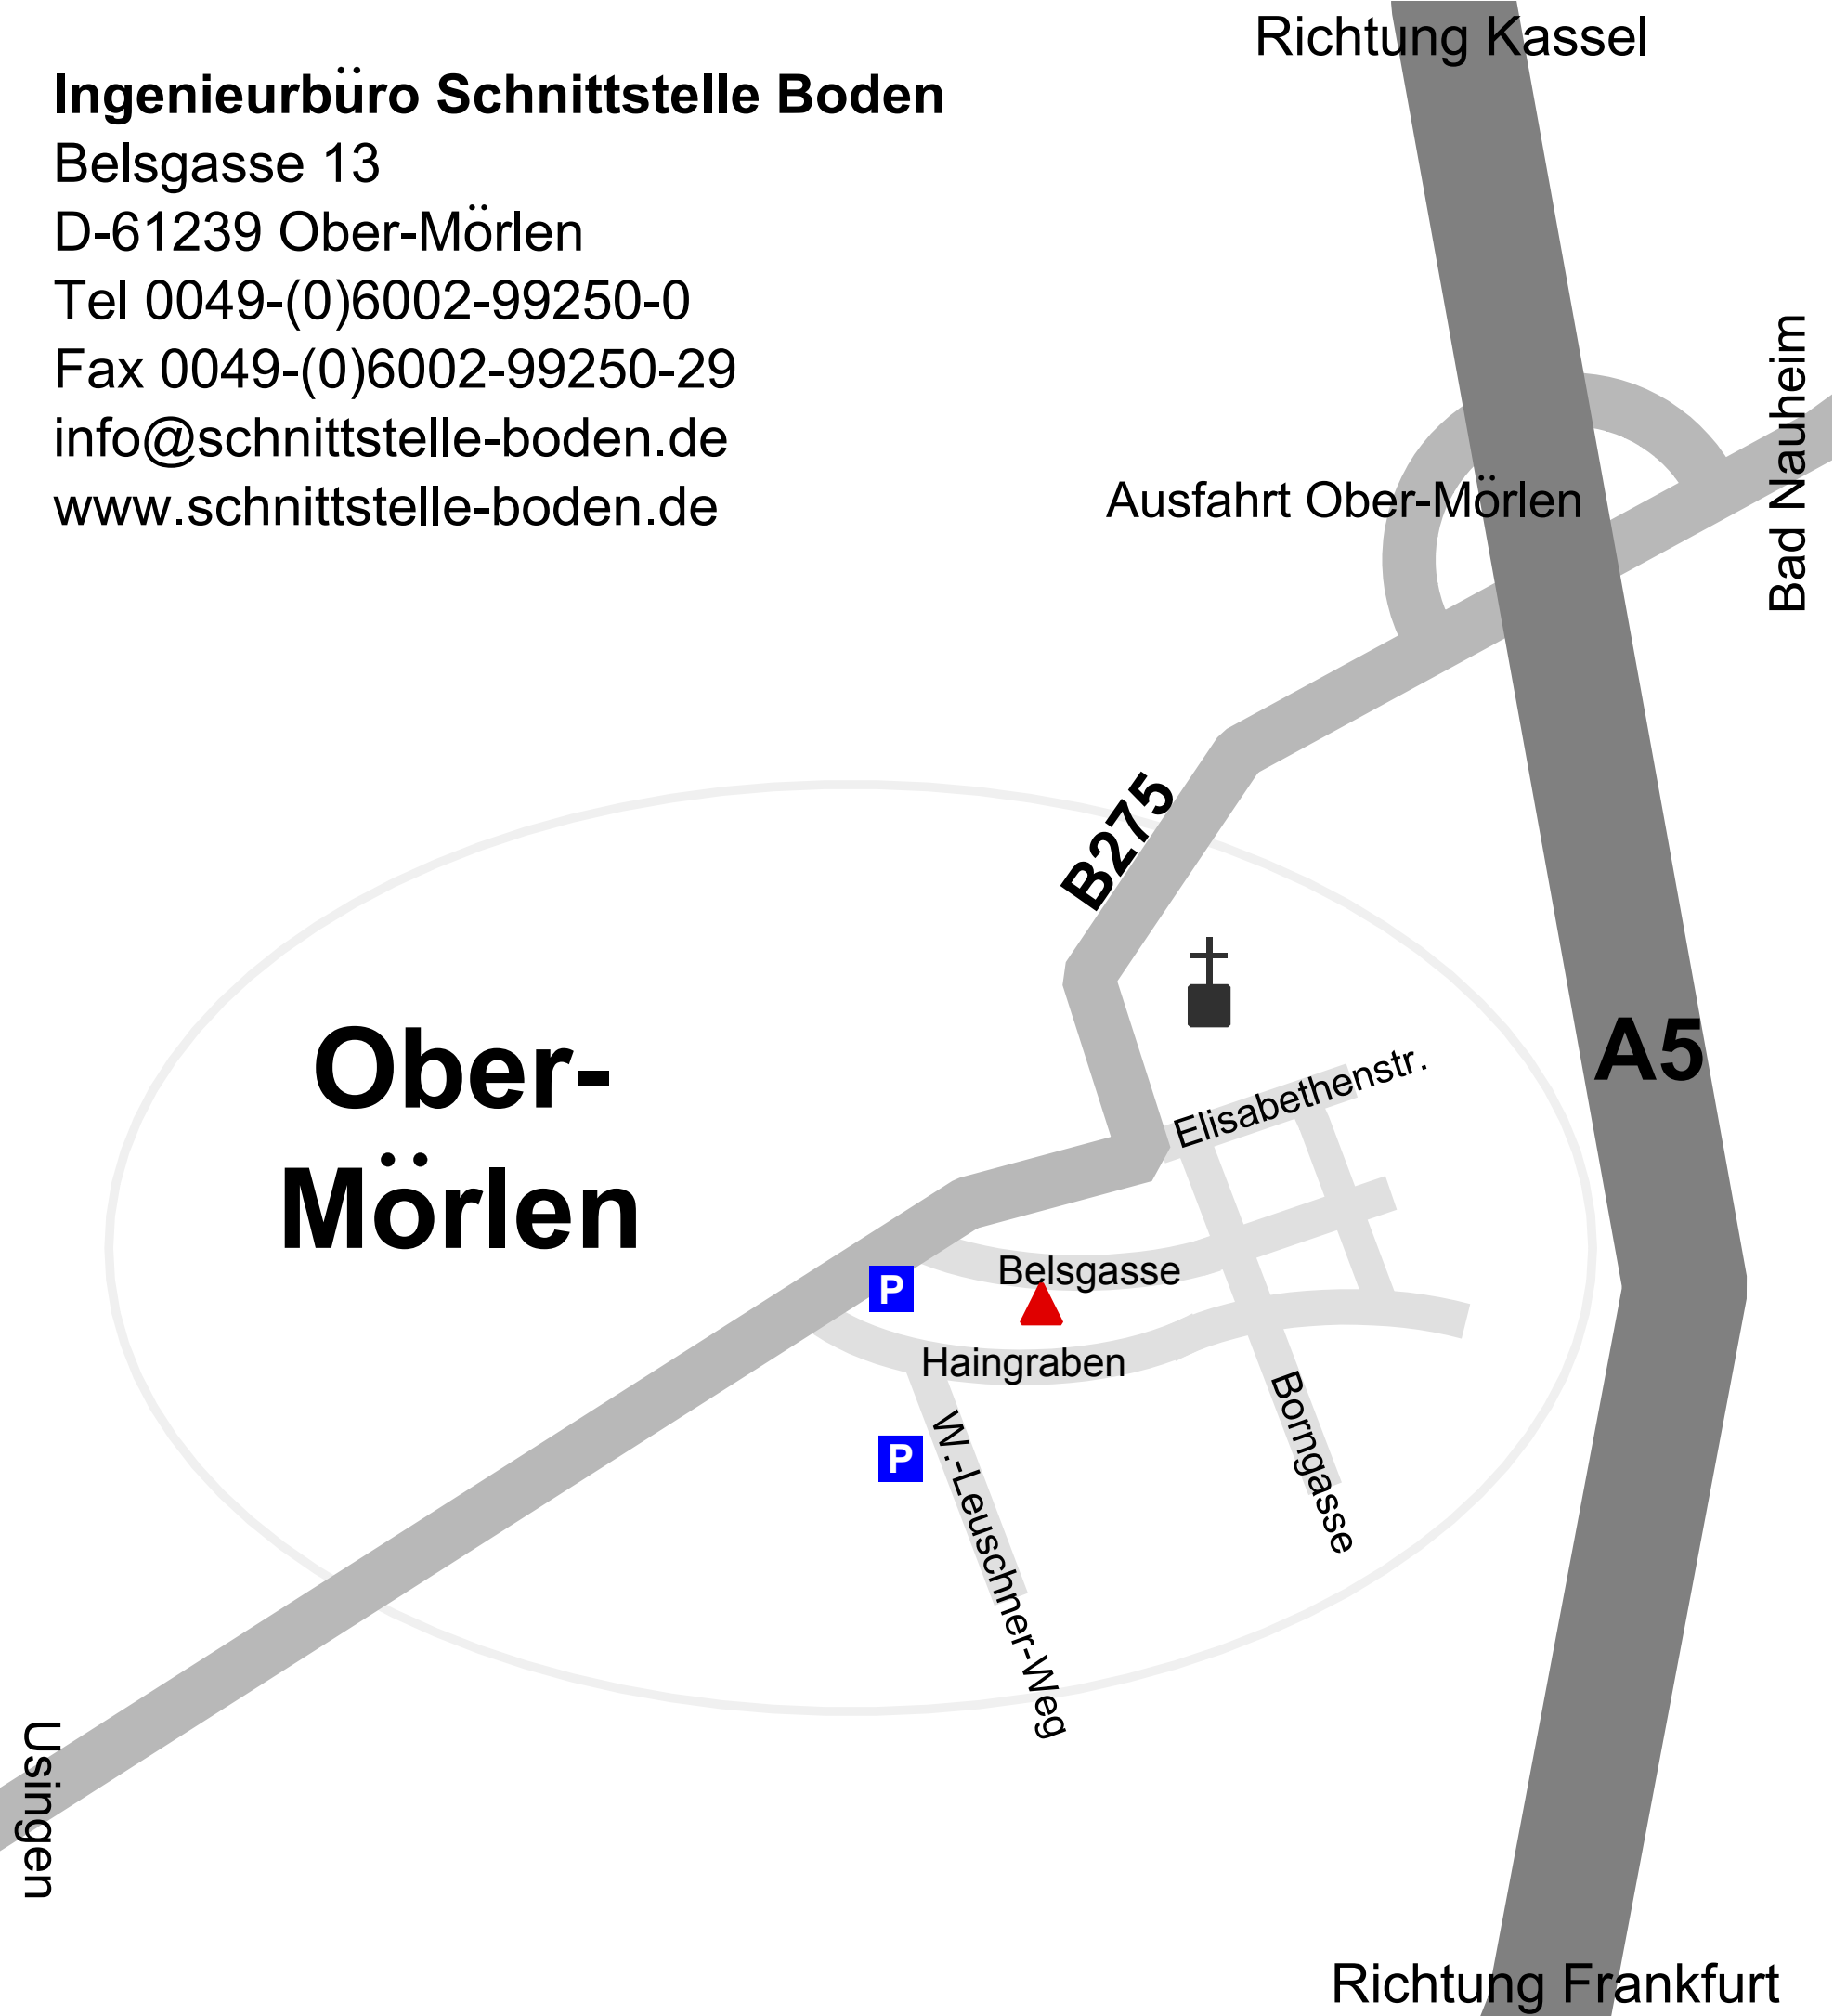 Richtung Kassel
Ingenieurbüro Schnittstelle Boden
Belsgasse 13
D-61239 Ober-Mörlen
Tel 0049-(0)6002-99250-0
Fax 0049-(0)6002-99250-29
info@schnittstelle-boden.de
www.schnittstelle-boden.de
Bad Nauheim
Ausfahrt Ober-Mörlen
B275
Ober-
Mörlen
A5
Elisabethenstr.
Belsgasse
P
Haingraben
Borngasse
P
W.-Leuschner-Weg
Usingen
Richtung Frankfurt